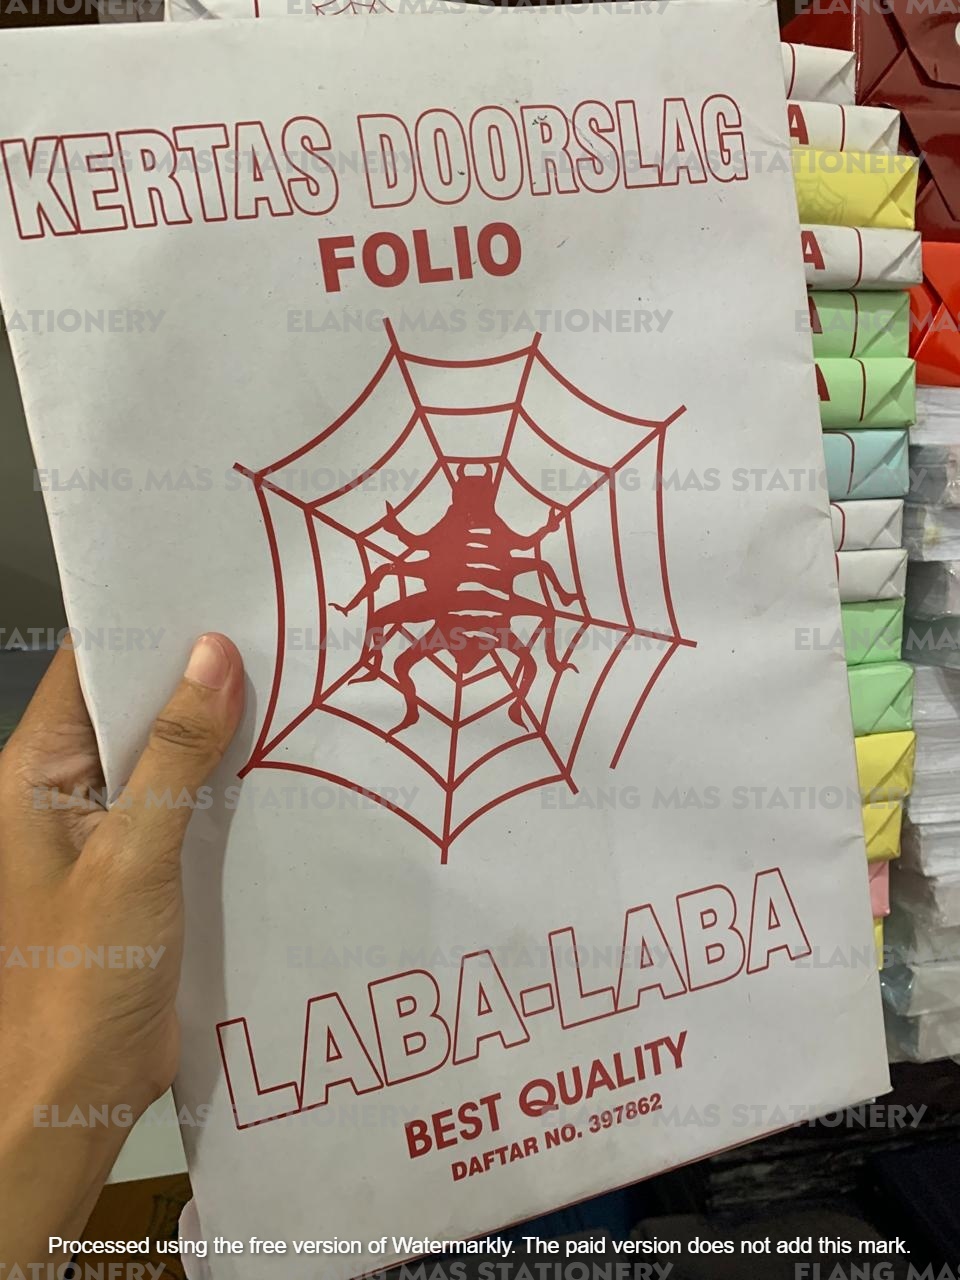 KERTAS DOORSLAG
FOLIO
LABA-LABA
BEST QUALITY
DAFTAR NO. 397862
A
A
A
A
ELANG MAS STATIONERY
Processed using the free version of Watermarkly. The paid version does not add this mark.